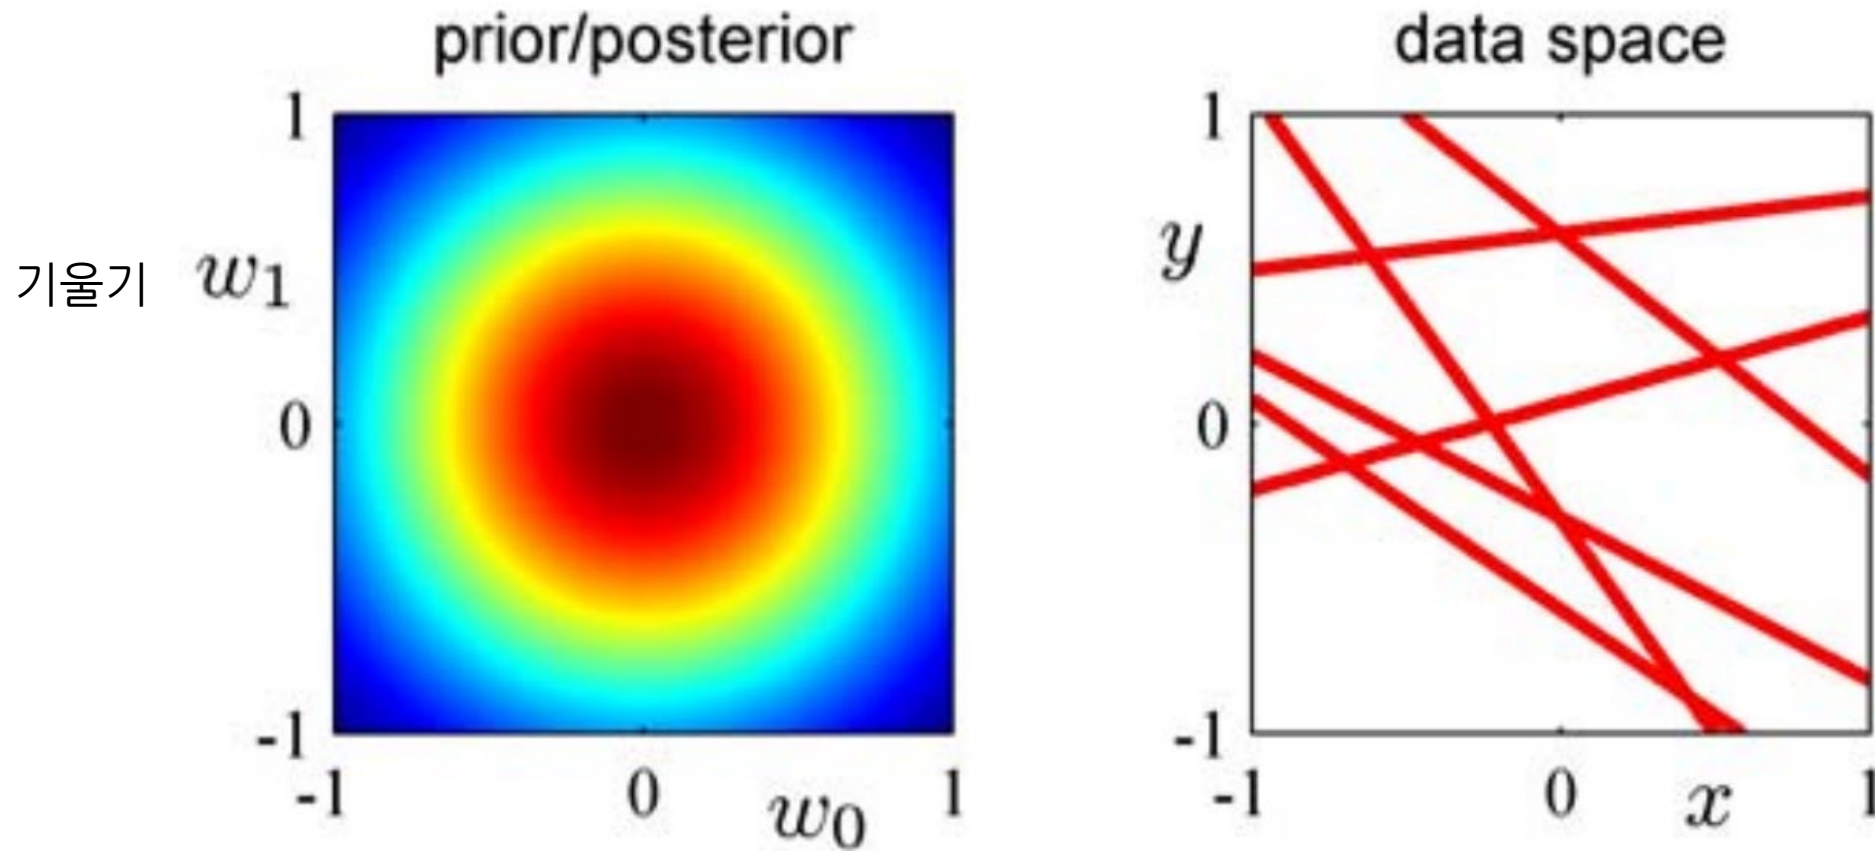 prior/posterior
data space
1
기울기 w₁
0
-1
-1 0 w₀ 1
1
y
0
-1
-1 0 x 1